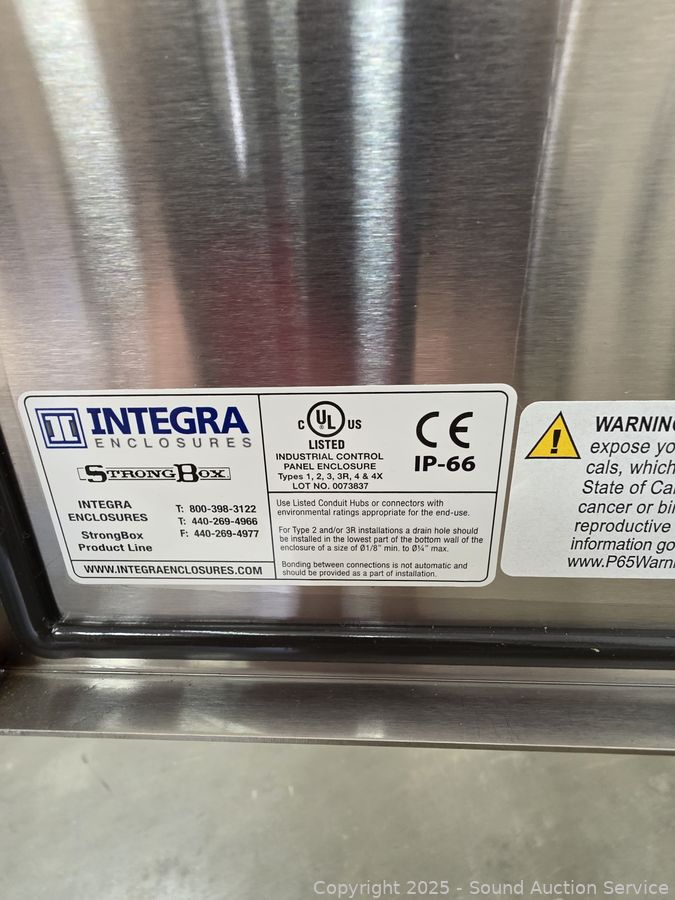 INTEGRA
ENCLOSURES
STRONGBOX
INTEGRA
ENCLOSURES
StrongBox
Product Line
T: 800-398-3122
T: 440-269-4966
F: 440-269-4977
WWW.INTEGRAENCLOSURES.COM
C UL US
LISTED
INDUSTRIAL CONTROL
PANEL ENCLOSURE
Types 1, 2, 3, 3R, 4 & 4X
LOT NO. 0073837
CE
IP-66
Use Listed Conduit Hubs or connectors with
environmental ratings appropriate for the end-use.
For Type 2 and/or 3R installations a drain hole should
be installed in the lowest part of the bottom wall of the
enclosure of a size of Ø1/8" min. to Ø¼" max.
Bonding between connections is not automatic and
should be provided as a part of installation.
WARNING
expose yo
cals, which
State of Cal
cancer or bir
reproductive
information go
www.P65Warni
Copyright 2025 - Sound Auction Service